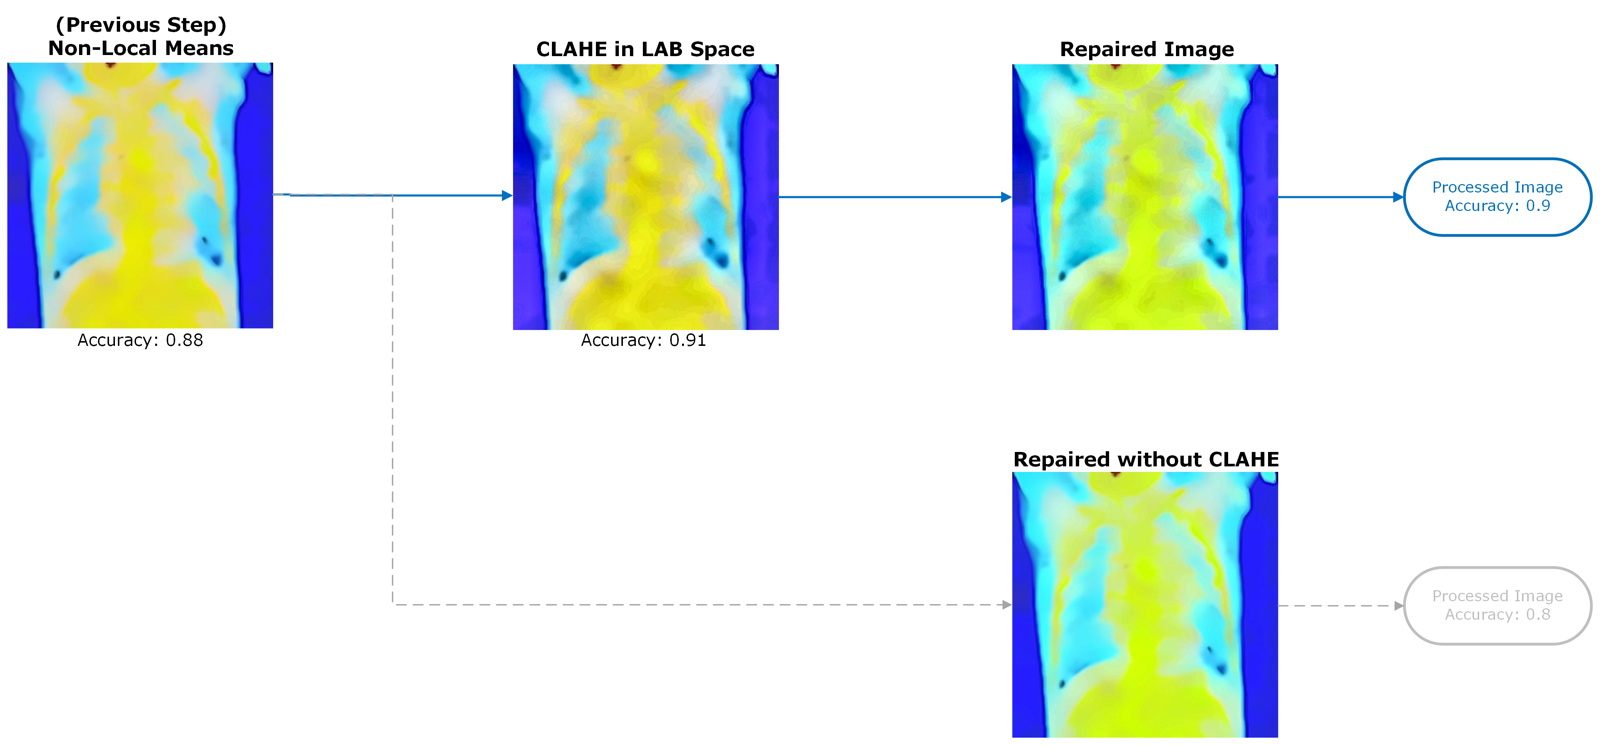 (Previous Step)
Non-Local Means
CLAHE in LAB Space
Repaired Image
Processed Image
Accuracy: 0.9
Accuracy: 0.88
Accuracy: 0.91
Repaired without CLAHE
Processed Image
Accuracy: 0.8